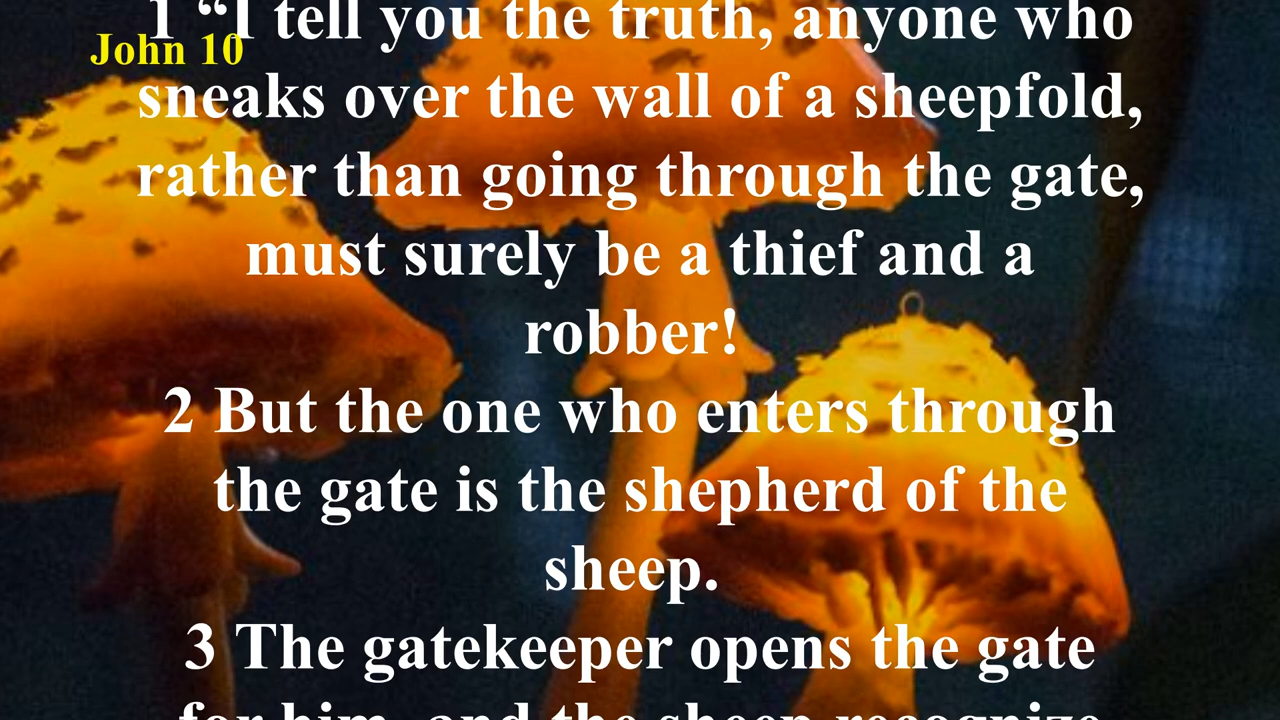 1 “I tell you the truth, anyone who
John 10
sneaks over the wall of a sheepfold,
rather than going through the gate,
must surely be a thief and a
robber!
2 But the one who enters through
the gate is the shepherd of the
sheep.
3 The gatekeeper opens the gate
for him, and the sheep recognize